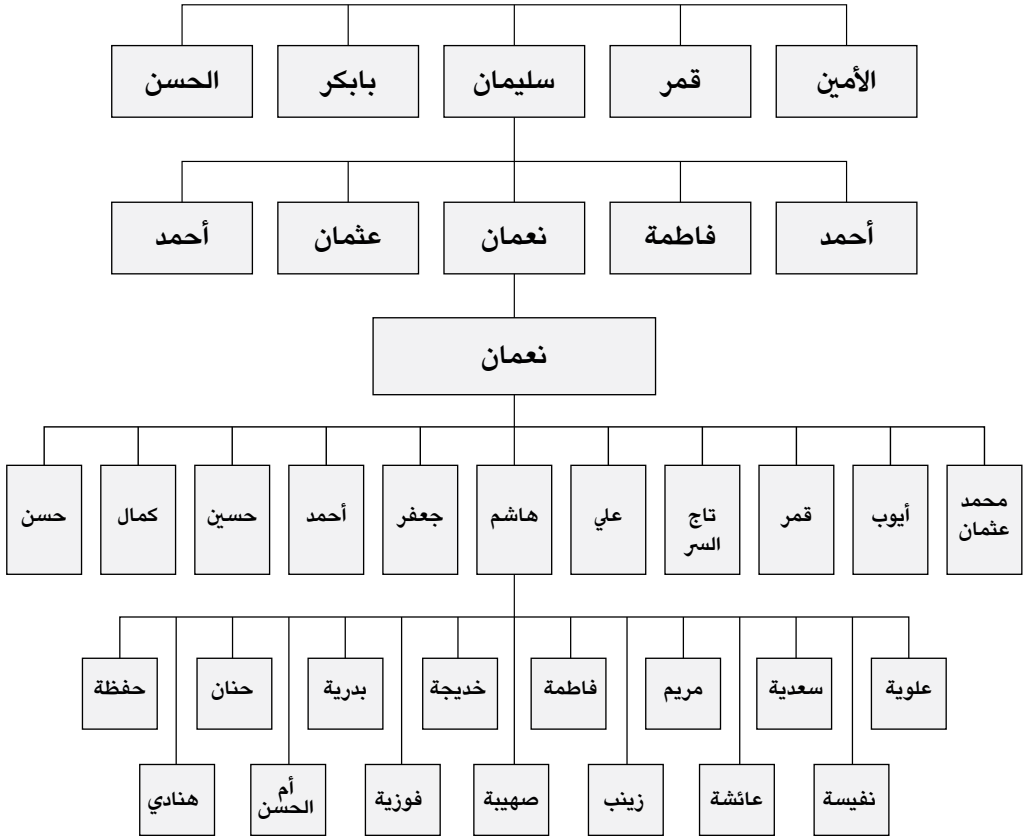 الأمين قمر سليمان بابكر الحسن
أحمد فاطمة نعمان عثمان أحمد
نعمان
محمد عثمان أيوب قمر تاج السر علي هاشم جعفر أحمد حسين كمال حسن
علوية سعدية مريم فاطمة خديجة بدرية حنان حفظة
نفيسة عائشة زينب صهيبة فوزية أم الحسن هنادي